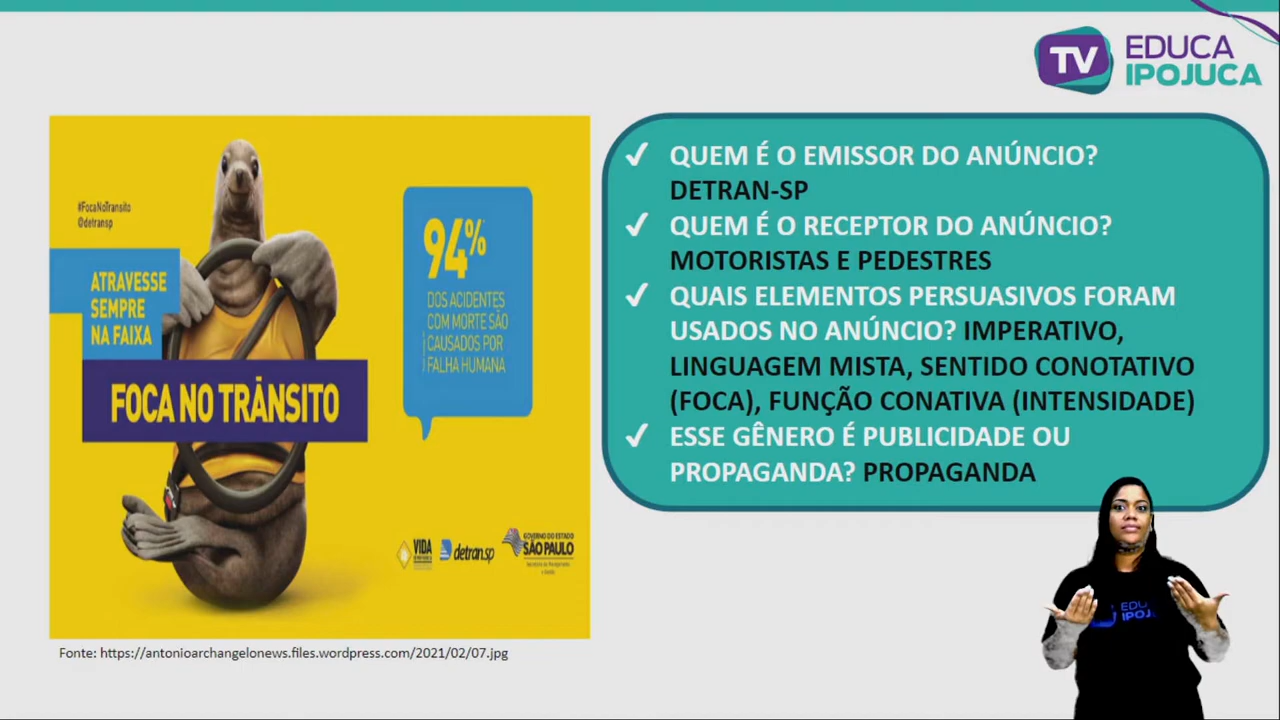 TV EDUCA
IPOJUCA
#FocaNoTransito
@detransp
ATRAVESSE
SEMPRE
NA FAIXA
FOCA NO TRÂNSITO
94%
DOS ACIDENTES
COM MORTE SÃO
CAUSADOS POR
FALHA HUMANA
VIDA
detran.sp
GOVERNO DO ESTADO
SÃO PAULO
Fonte: https://antonioarchangelonews.files.wordpress.com/2021/02/07.jpg
✓ QUEM É O EMISSOR DO ANÚNCIO?
DETRAN-SP
✓ QUEM É O RECEPTOR DO ANÚNCIO?
MOTORISTAS E PEDESTRES
✓ QUAIS ELEMENTOS PERSUASIVOS FORAM
USADOS NO ANÚNCIO? IMPERATIVO,
LINGUAGEM MISTA, SENTIDO CONOTATIVO
(FOCA), FUNÇÃO CONATIVA (INTENSIDADE)
✓ ESSE GÊNERO É PUBLICIDADE OU
PROPAGANDA? PROPAGANDA
EDUC
IPOJU